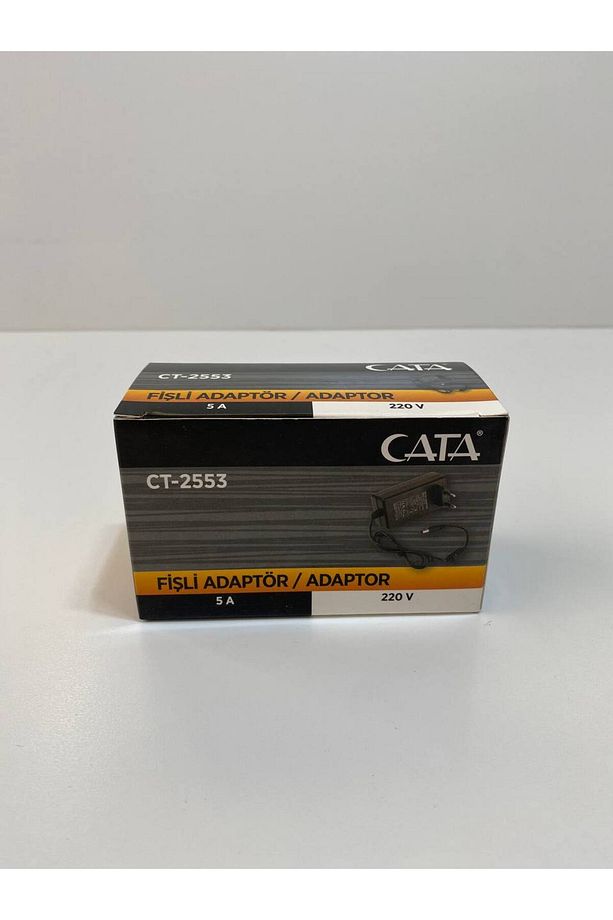 CATA
CT-2553
FİŞLİ ADAPTÖR / ADAPTOR
5 A 220 V
CATA®
CT-2553
FİŞLİ ADAPTÖR / ADAPTOR
5 A 220 V